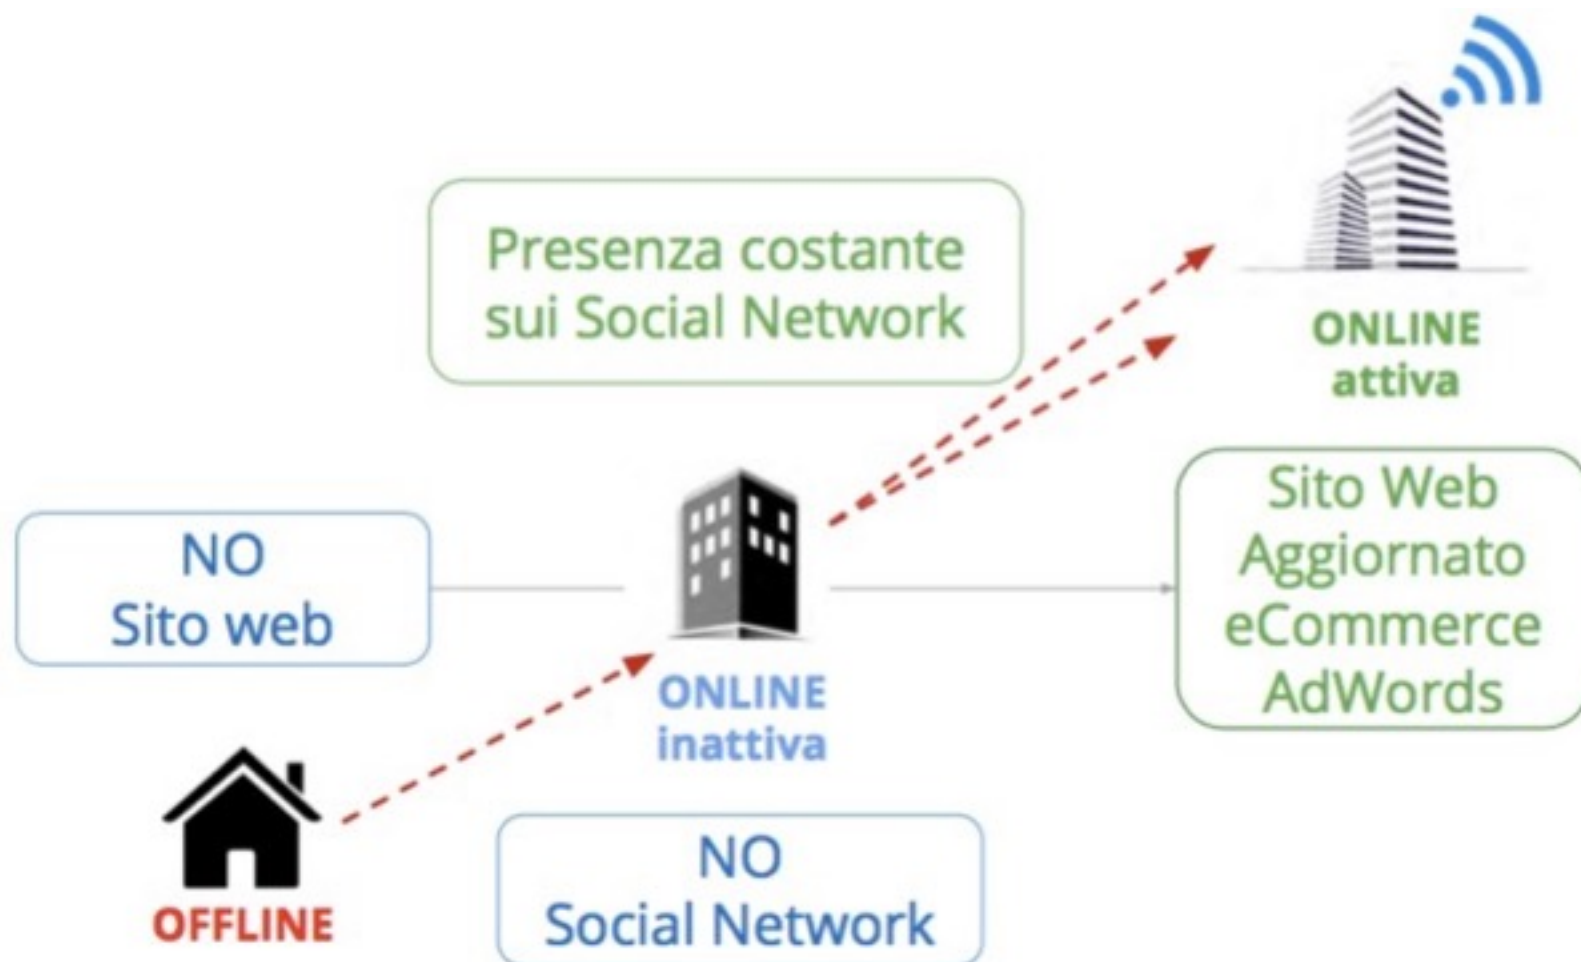 Presenza costante
sui Social Network
ONLINE
attiva
NO
Sito web
ONLINE
inattiva
Sito Web
Aggiornato
eCommerce
AdWords
OFFLINE
NO
Social Network